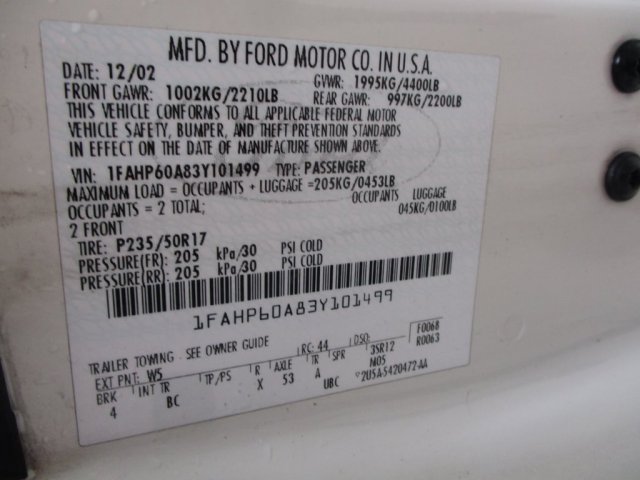 MFD. BY FORD MOTOR CO. IN U.S.A.
DATE: 12/02 GVWR: 1995KG/4400LB
FRONT GAWR: 1002KG/2210LB REAR GAWR: 997KG/2200LB
THIS VEHICLE CONFORMS TO ALL APPLICABLE FEDERAL MOTOR
VEHICLE SAFETY, BUMPER, AND THEFT PREVENTION STANDARDS
IN EFFECT ON THE DATE OF MANUFACTURE SHOWN ABOVE.
VIN: 1FAHP60A83Y101499 TYPE: PASSENGER
MAXIMUM LOAD = OCCUPANTS + LUGGAGE =205KG/0453LB
OCCUPANTS = 2 TOTAL; OCCUPANTS LUGGAGE
2 FRONT 045KG/0100LB
TIRE: P235/50R17
PRESSURE(FR): 205 kPa/30 PSI COLD
PRESSURE(RR): 205 kPa/30 PSI COLD
1FAHP60A83Y101499
TRAILER TOWING - SEE OWNER GUIDE
EXT PNT: WS RC: 44 DSO: F0068
BRK INT TR TP/PS R AXLE TR SPR 3SR12 R0063
4 BC X 53 A UBC M05
2U5A-5420472-AA